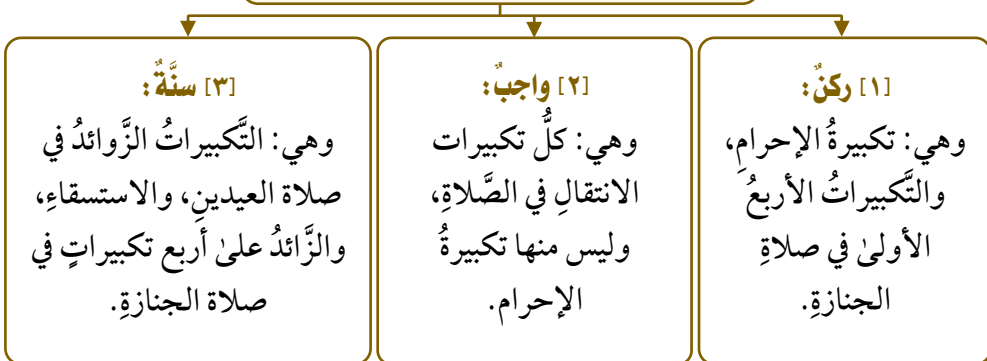 [١] ركنٌ:
وهي: تكبيرةُ الإحرامِ،
والتَّكبيراتُ الأربعُ
الأولىٰ في صلاةِ
الجنازةِ.
[٢] واجبٌ:
وهي: كلُّ تكبيرات
الانتقالِ في الصَّلاةِ،
وليس منها تكبيرةُ
الإحرام.
[٣] سنَّةٌ:
وهي: التَّكبيراتُ الزَّوائدُ في
صلاة العيدينِ، والاستسقاءِ،
والزَّائدُ علىٰ أربع تكبيراتٍ في
صلاة الجنازةِ.